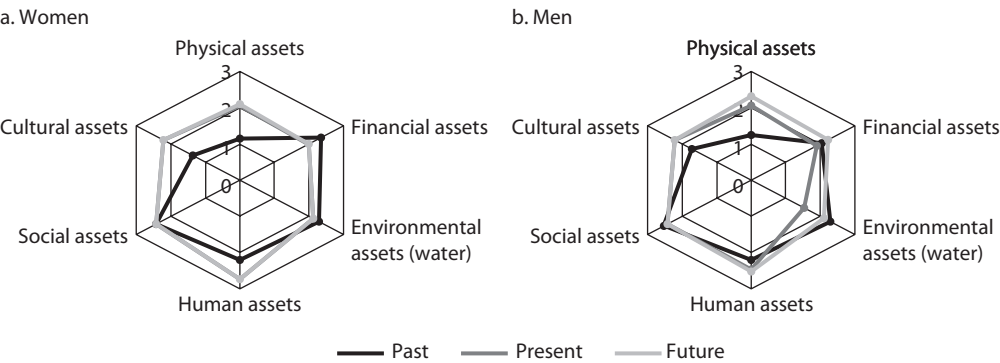 a. Women
Physical assets
3
2
1
0
Cultural assets
Financial assets
Social assets
Environmental
assets (water)
Human assets
b. Men
Physical assets
3
2
1
0
Cultural assets
Financial assets
Social assets
Environmental
assets (water)
Human assets
Past
Present
Future